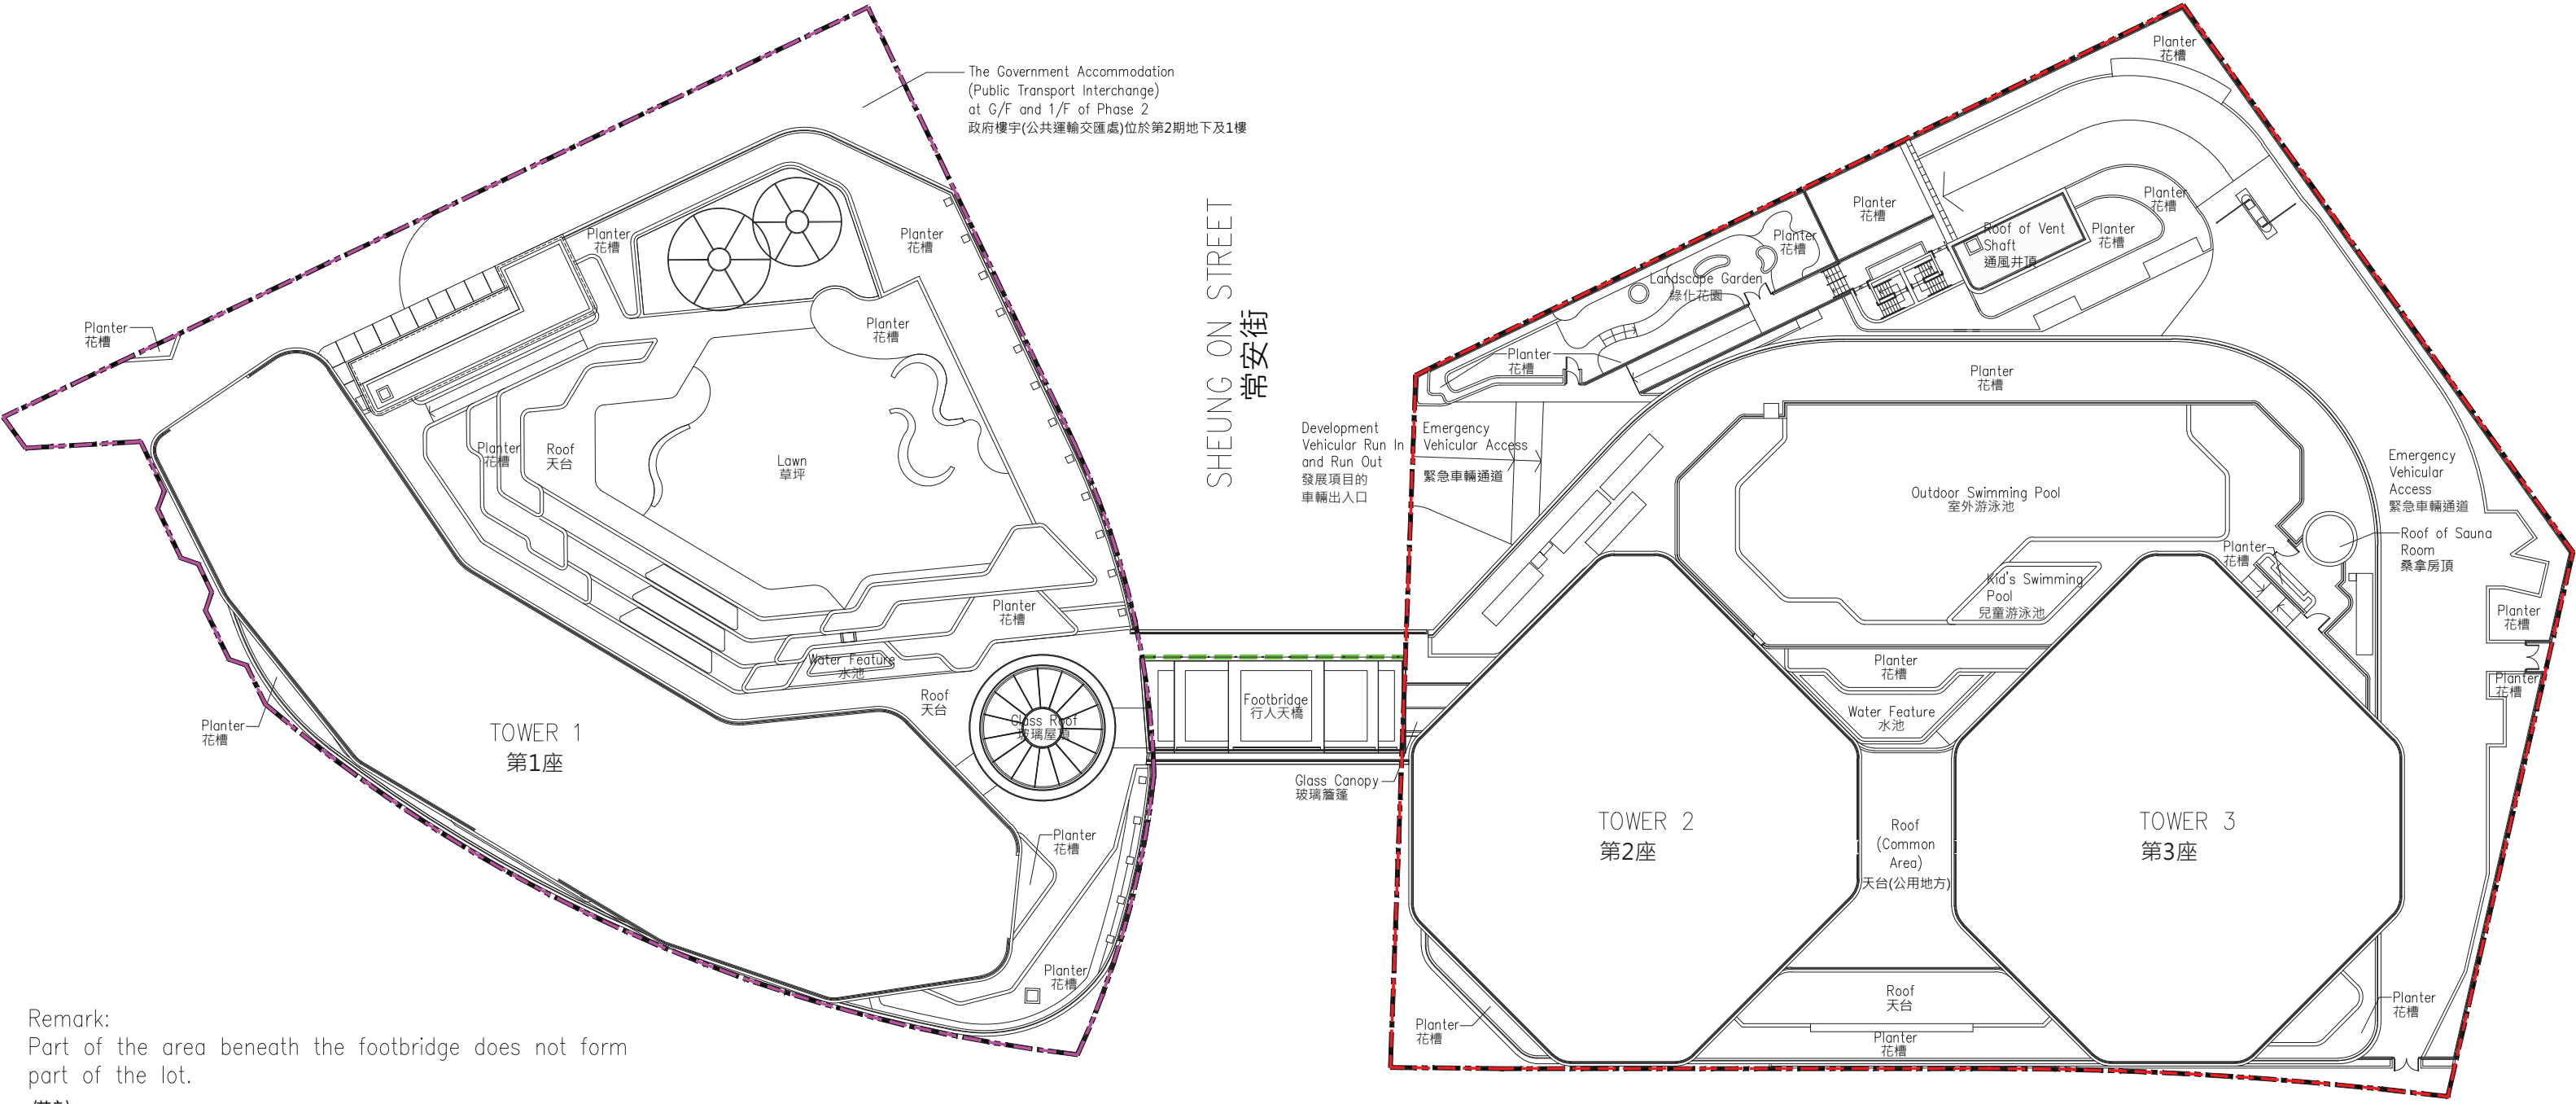 The Government Accommodation
(Public Transport Interchange)
at G/F and 1/F of Phase 2
政府樓宇(公共運輸交匯處)位於第2期地下及1樓
Planter
花槽
Planter
花槽
Planter
花槽
Planter
花槽
Planter
花槽
Roof
天台
Lawn
草坪
Planter
花槽
Water Feature
水池
Roof
天台
Glass Roof
玻璃屋頂
Planter
花槽
TOWER 1
第1座
Planter
花槽
Planter
花槽
SHEUNG ON STREET
常安街
Footbridge
行人天橋
Glass Canopy
玻璃簷篷
Development
Vehicular Run In
and Run Out
發展項目的
車輛出入口
Emergency
Vehicular Access
緊急車輛通道
Planter
花槽
Planter
花槽
Planter
花槽
Roof of Vent
Shaft
通風井頂
Planter
花槽
Planter
花槽
Landscape Garden
綠化花園
Planter
花槽
Planter
花槽
Outdoor Swimming Pool
室外游泳池
Emergency
Vehicular
Access
緊急車輛通道
Roof of Sauna
Room
桑拿房頂
Planter
花槽
Kid's Swimming
Pool
兒童游泳池
Planter
花槽
Planter
花槽
Planter
花槽
Water Feature
水池
TOWER 2
第2座
Roof
(Common
Area)
天台(公用地方)
TOWER 3
第3座
Roof
天台
Planter
花槽
Planter
花槽
Planter
花槽
Remark:
Part of the area beneath the footbridge does not form
part of the lot.